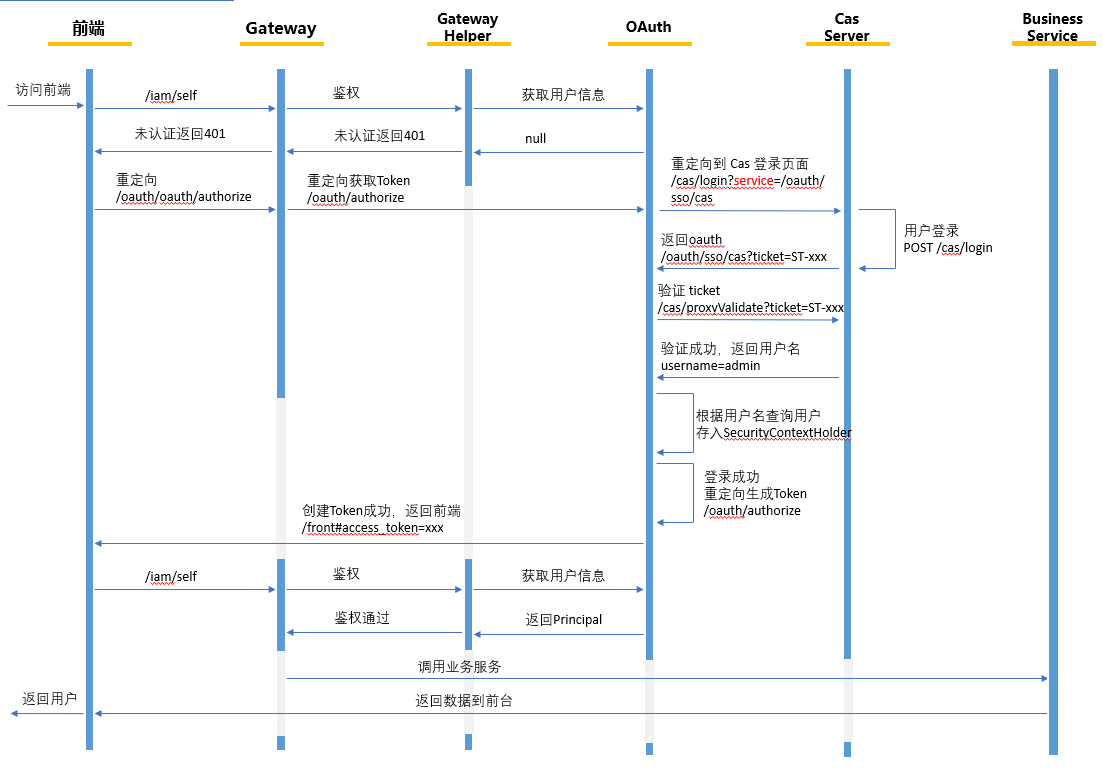 前端
Gateway
Gateway
Helper
OAuth
Cas
Server
Business
Service
访问前端
/iam/self
鉴权
获取用户信息
未认证返回401
未认证返回401
null
重定向
/oauth/oauth/authorize
重定向获取Token
/oauth/authorize
重定向到 Cas 登录页面
/cas/login?service=/oauth/
sso/cas
用户登录
POST /cas/login
返回oauth
/oauth/sso/cas?ticket=ST-xxx
验证 ticket
/cas/proxyValidate?ticket=ST-xxx
验证成功，返回用户名
username=admin
根据用户名查询用户
存入SecurityContextHolder
登录成功
重定向生成Token
/oauth/authorize
创建Token成功，返回前端
/front#access_token=xxx
/iam/self
鉴权
获取用户信息
鉴权通过
返回Principal
调用业务服务
返回用户
返回数据到前台